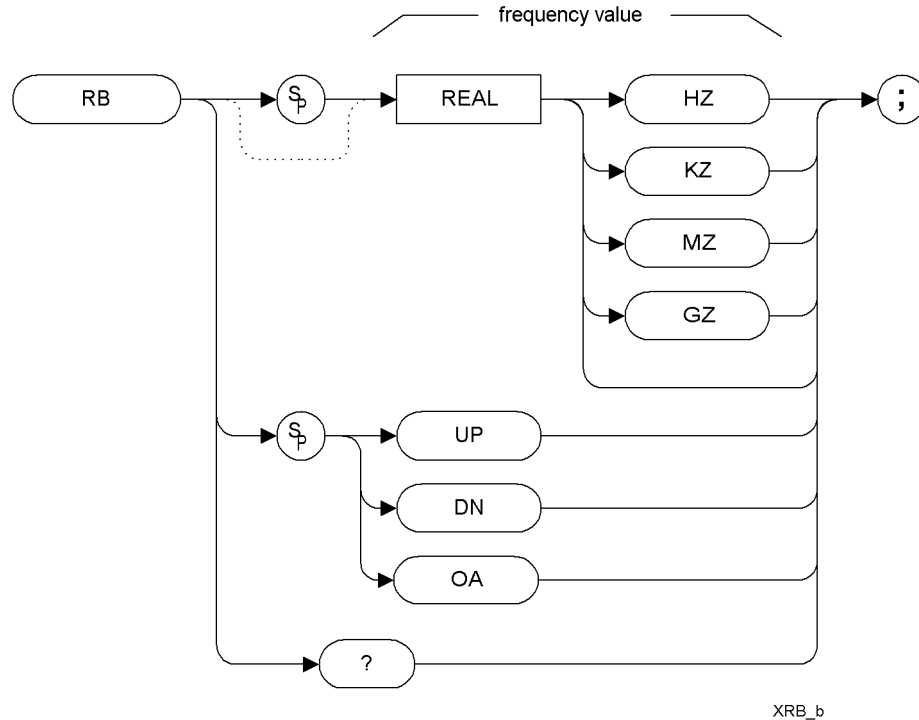 frequency value
RB
SP
REAL
HZ
;
KZ
MZ
GZ
SP
UP
DN
OA
?
XRB_b